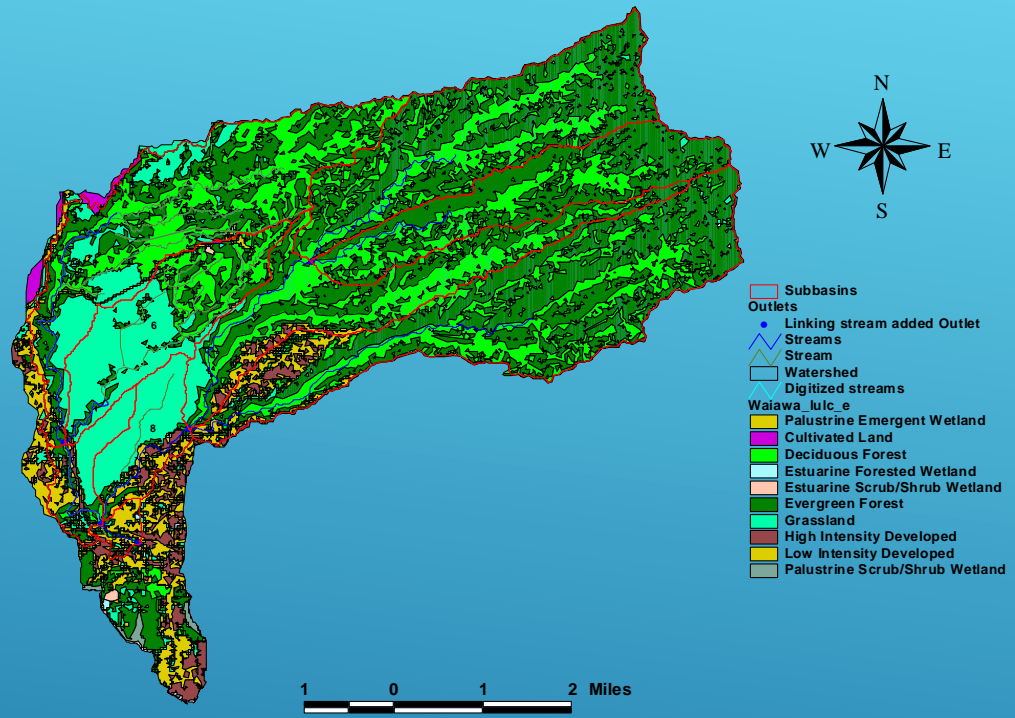 N
W E
S
6
8
Subbasins
Outlets
Linking stream added Outlet
Streams
Stream
Watershed
Digitized streams
Waiawa_lulc_e
Palustrine Emergent Wetland
Cultivated Land
Deciduous Forest
Estuarine Forested Wetland
Estuarine Scrub/Shrub Wetland
Evergreen Forest
Grassland
High Intensity Developed
Low Intensity Developed
Palustrine Scrub/Shrub Wetland
1 0 1 2 Miles